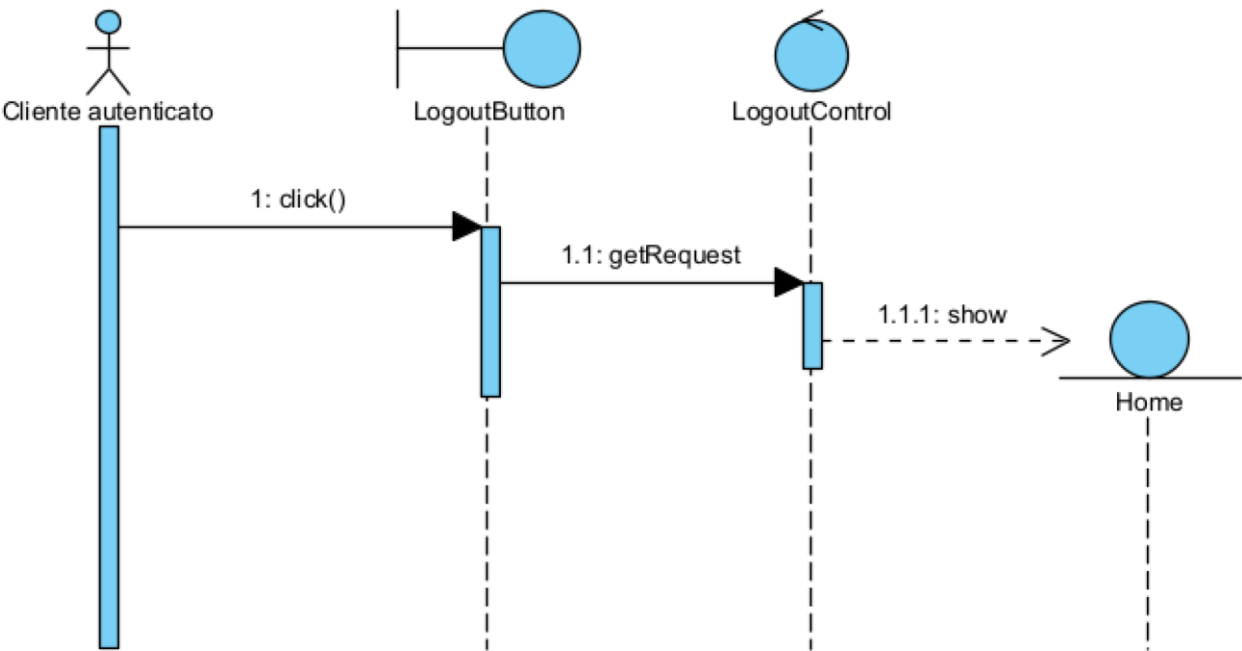 Cliente autenticato
LogoutButton
LogoutControl
1: click()
1.1: getRequest
1.1.1: show
Home